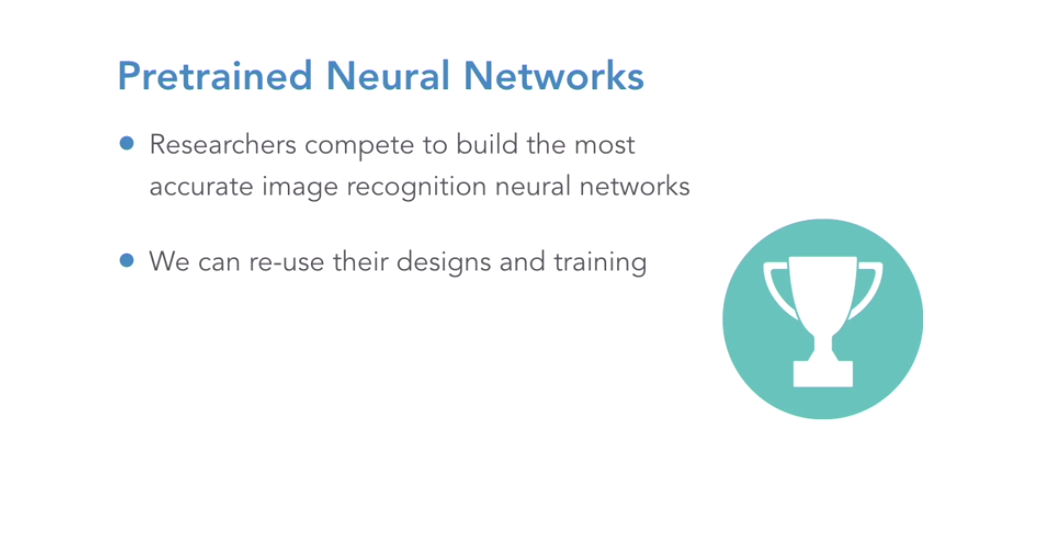 Pretrained Neural Networks
• Researchers compete to build the most
accurate image recognition neural networks
• We can re-use their designs and training